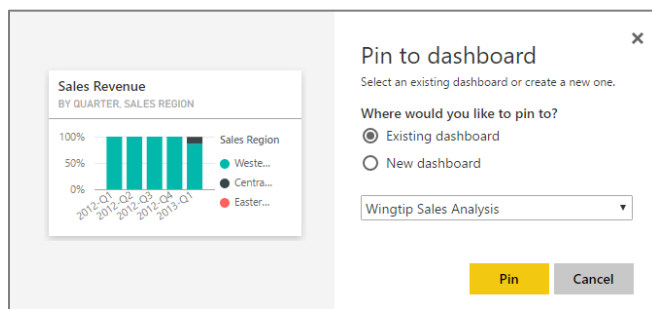 Sales Revenue
BY QUARTER, SALES REGION
100%
50%
0%
2012-Q1
2012-Q2
2012-Q3
2012-Q4
2013-Q1
Sales Region
Weste...
Centra...
Easter...
Pin to dashboard
Select an existing dashboard or create a new one.
Where would you like to pin to?
Existing dashboard
New dashboard
Wingtip Sales Analysis
Pin
Cancel